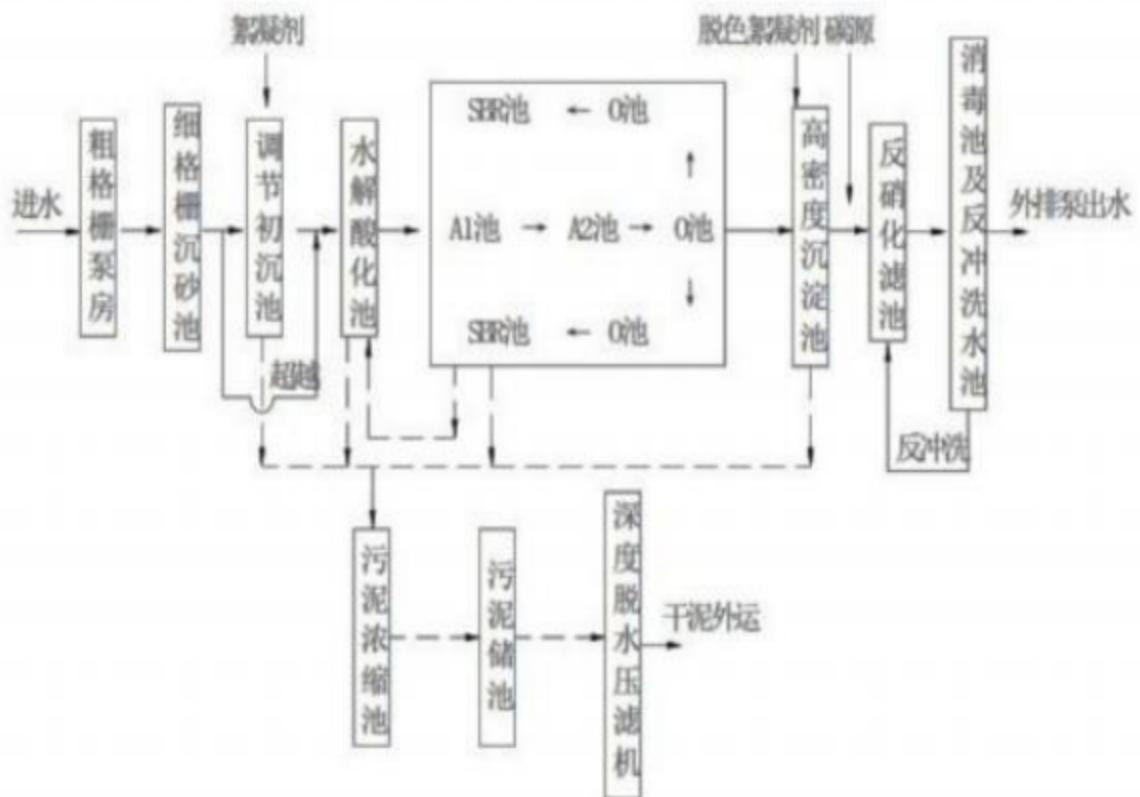 絮凝剂
脱色絮凝剂 碳源
进水
粗格栅泵房
细格栅沉砂池
调节初沉池
水解酸化池
SBR池 ← O池
A1池 → A2池 → O池
SBR池 ← O池
高密度沉淀池
反硝化滤池
消毒池及反冲洗水池
外排泵出水
超越
反冲洗
污泥浓缩池
污泥储池
深度脱水压滤机
干泥外运